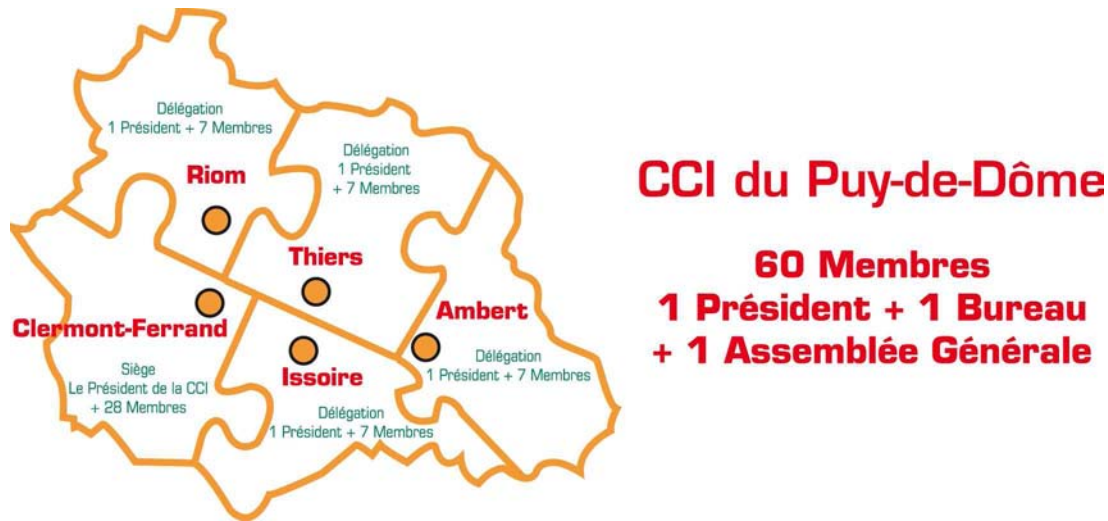 Délégation
1 Président + 7 Membres
Riom
Délégation
1 Président
+ 7 Membres
Thiers
Clermont-Ferrand
Siège
Le Président de la CCI
+ 28 Membres
Issoire
Délégation
1 Président + 7 Membres
Ambert
Délégation
1 Président + 7 Membres
CCI du Puy-de-Dôme
60 Membres
1 Président + 1 Bureau
+ 1 Assemblée Générale